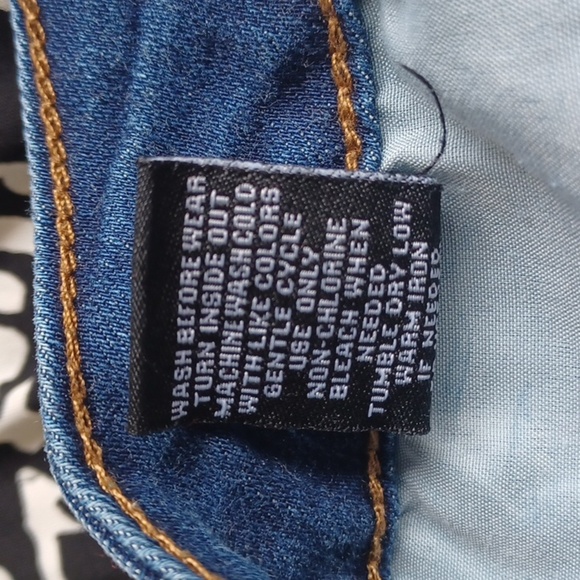 WASH BEFORE WEAR
TURN INSIDE OUT
MACHINE WASH COLD
WITH LIKE COLORS
GENTLE CYCLE
USE ONLY
NON CHLORINE
BLEACH WHEN
NEEDED
TUMBLE DRY LOW
WARM IRON
IF NEEDED